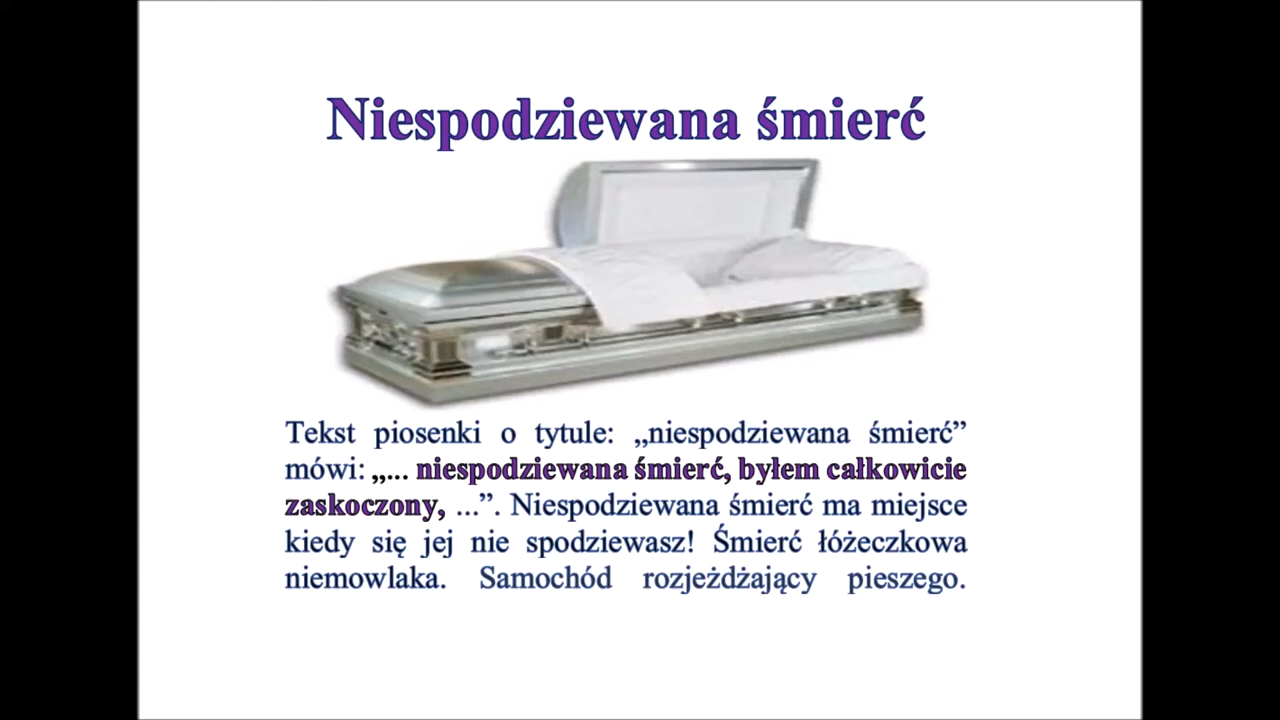 Niespodziewana śmierć
Tekst piosenki o tytule: „niespodziewana śmierć”
mówi: „... niespodziewana śmierć, byłem całkowicie
zaskoczony, ...”. Niespodziewana śmierć ma miejsce
kiedy się jej nie spodziewasz! Śmierć łóżeczkowa
niemowlaka. Samochód rozjeżdżający pieszego.